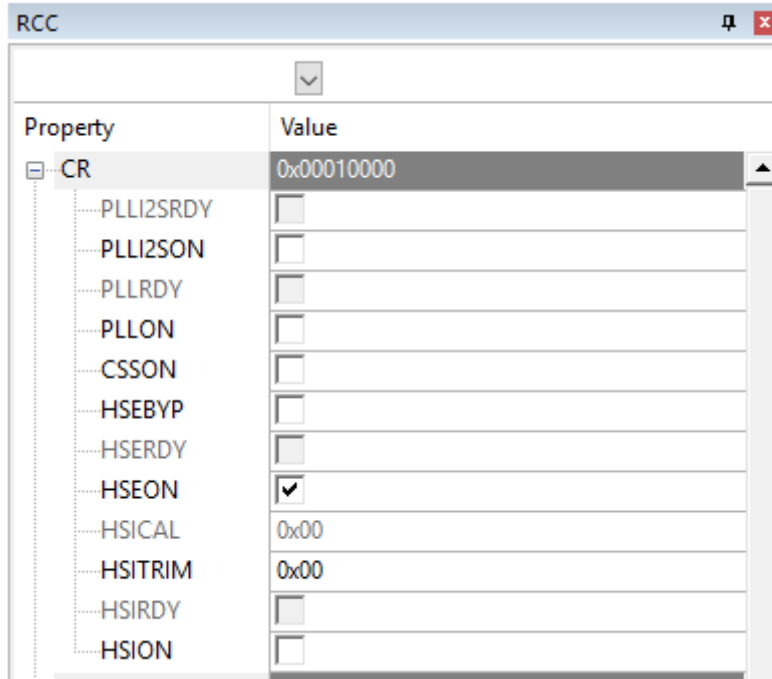 RCC
Property Value
CR 0x00010000
PLLI2SRDY
PLLI2SON
PLLRDY
PLLON
CSSON
HSEBYP
HSERDY
HSEON
HSICAL 0x00
HSITRIM 0x00
HSIRDY
HSION